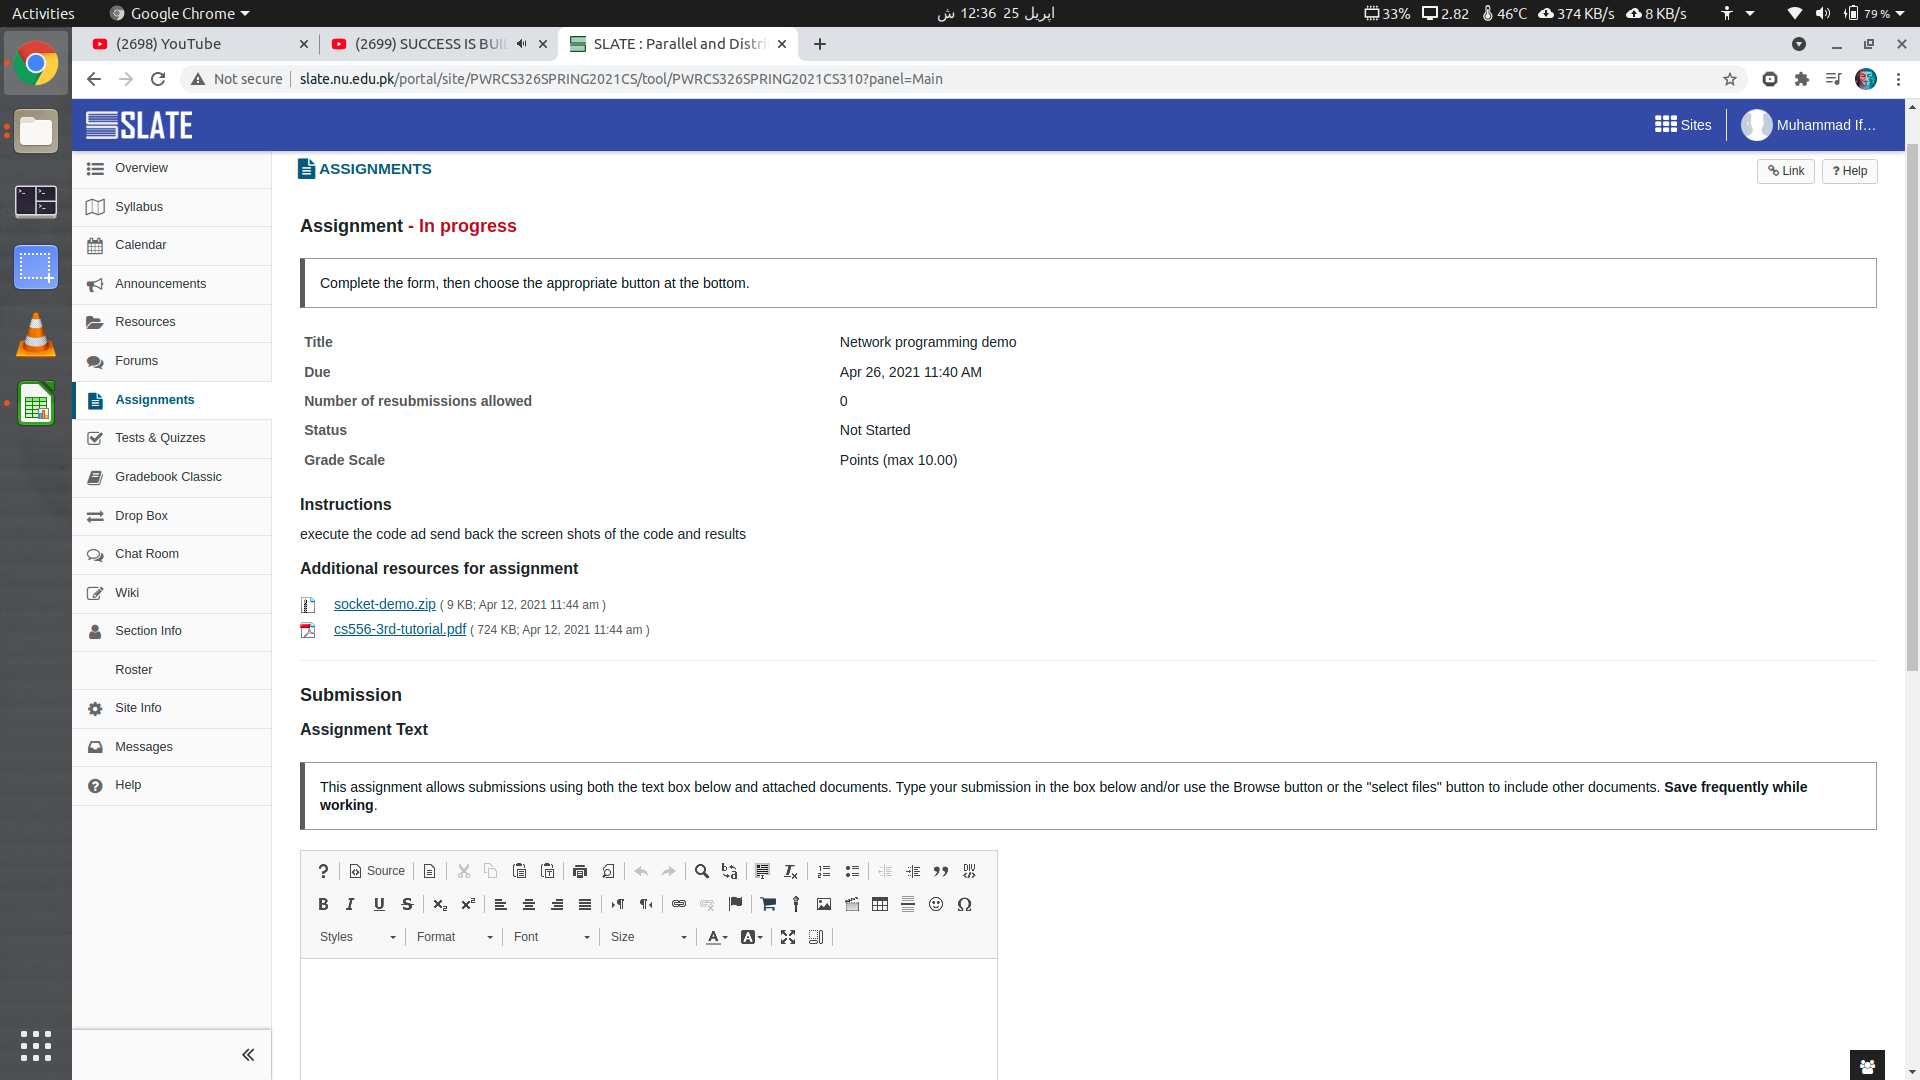 Activities
Google Chrome
اپریل 25  12:36 ش
33%
2.82
46°C
374 KB/s
8 KB/s
79 %
(2698) YouTube
(2699) SUCCESS IS BUI
SLATE : Parallel and Distri
Not secure
slate.nu.edu.pk/portal/site/PWRCS326SPRING2021CS/tool/PWRCS326SPRING2021CS310?panel=Main
SLATE
Sites
Muhammad If...
Overview
Syllabus
Calendar
Announcements
Resources
Forums
Assignments
Tests & Quizzes
Gradebook Classic
Drop Box
Chat Room
Wiki
Section Info
Roster
Site Info
Messages
Help
ASSIGNMENTS
Link
? Help
Assignment - In progress
Complete the form, then choose the appropriate button at the bottom.
Title Network programming demo
Due Apr 26, 2021 11:40 AM
Number of resubmissions allowed 0
Status Not Started
Grade Scale Points (max 10.00)
Instructions
execute the code ad send back the screen shots of the code and results
Additional resources for assignment
socket-demo.zip ( 9 KB; Apr 12, 2021 11:44 am )
cs556-3rd-tutorial.pdf ( 724 KB; Apr 12, 2021 11:44 am )
Submission
Assignment Text
This assignment allows submissions using both the text box below and attached documents. Type your submission in the box below and/or use the Browse button or the "select files" button to include other documents. Save frequently while
working.
Source
Styles
Format
Font
Size